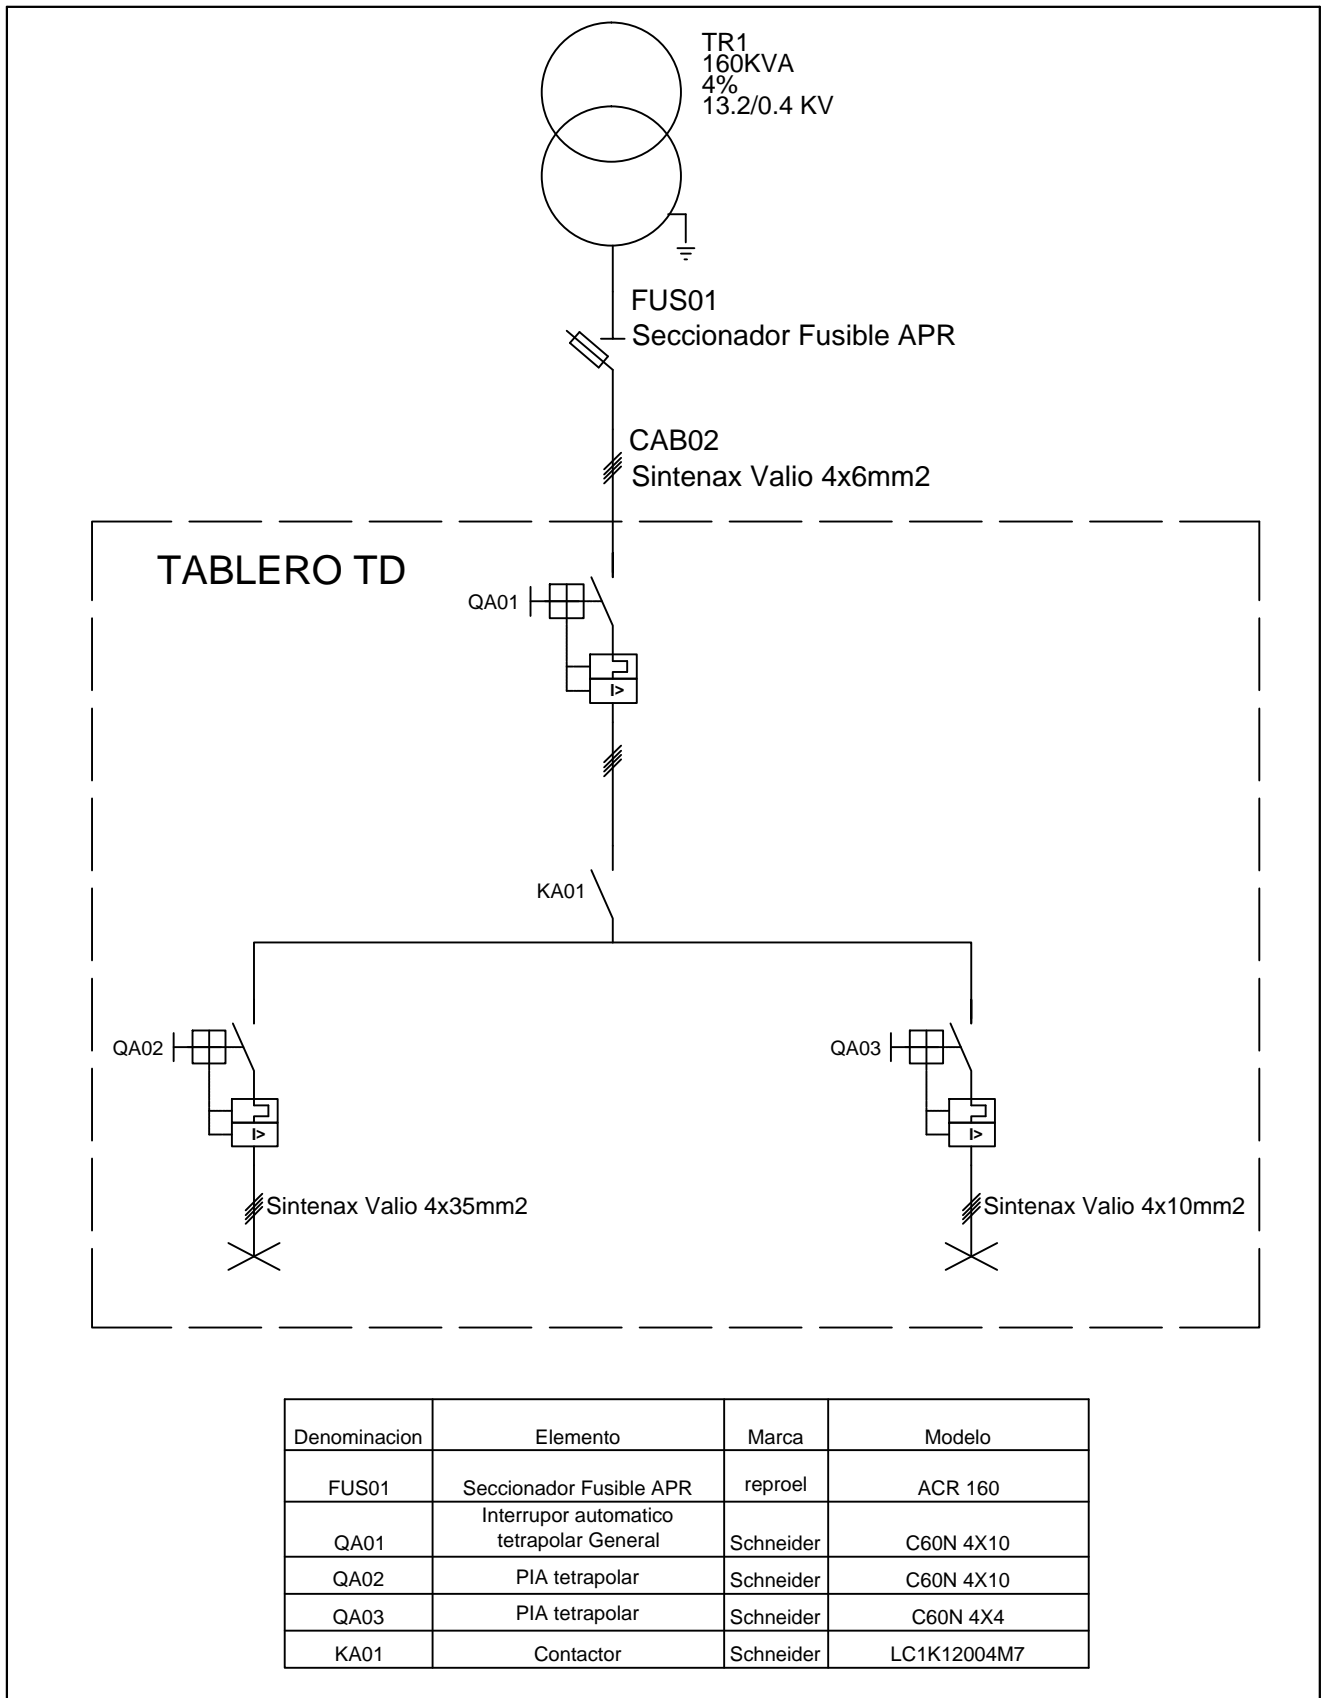 TR1
160KVA
4%
13.2/0.4 KV
FUS01
Seccionador Fusible APR
CAB02
Sintenax Valio 4x6mm2
TABLERO TD
QA01
I>
KA01
QA02
I>
QA03
I>
Sintenax Valio 4x35mm2
Sintenax Valio 4x10mm2
Denominacion Elemento Marca Modelo
FUS01 Seccionador Fusible APR reproel ACR 160
Interrupor automatico
QA01 tetrapolar General Schneider C60N 4X10
QA02 PIA tetrapolar Schneider C60N 4X10
QA03 PIA tetrapolar Schneider C60N 4X4
KA01 Contactor Schneider LC1K12004M7